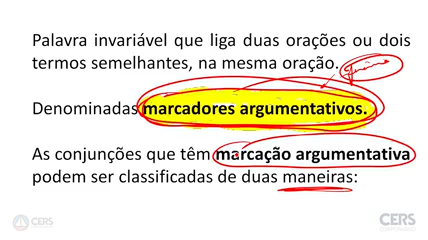 Palavra invariável que liga duas orações ou dois
termos semelhantes, na mesma oração.
Denominadas marcadores argumentativos.
As conjunções que têm marcação argumentativa
podem ser classificadas de duas maneiras:
CERS
CERS